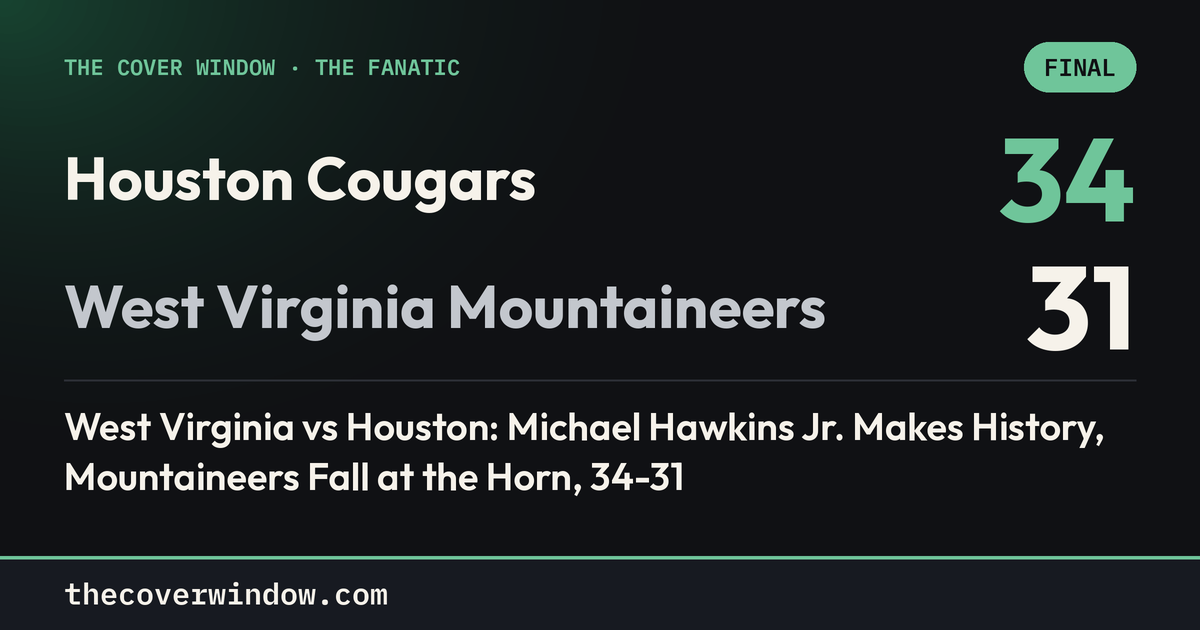 THE COVER WINDOW · THE FANATIC
FINAL
Houston Cougars 34
West Virginia Mountaineers 31
West Virginia vs Houston: Michael Hawkins Jr. Makes History,
Mountaineers Fall at the Horn, 34-31
thecoverwindow.com